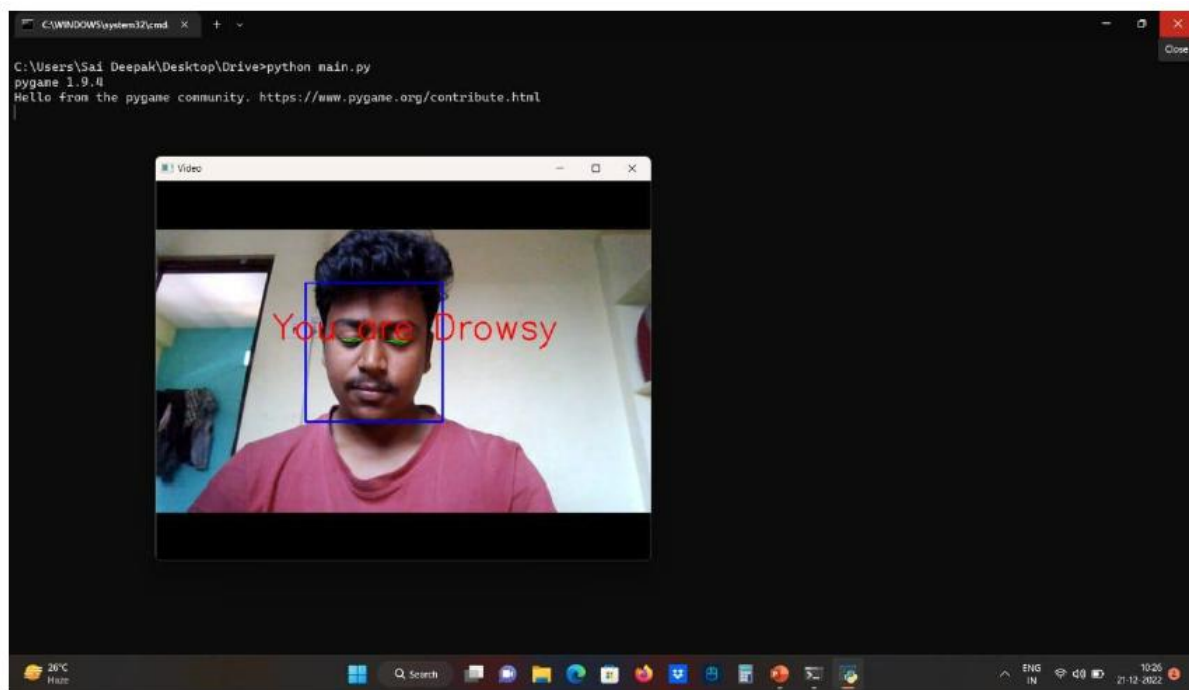 C:\WINDOWS\system32\cmd.
Close
C:\Users\Sai Deepak\Desktop\Drive>python main.py
pygame 1.9.4
Hello from the pygame community. https://www.pygame.org/contribute.html
Video
You are Drowsy
26°C
Haze
Search
ENG
IN
10:26
21-12-2022